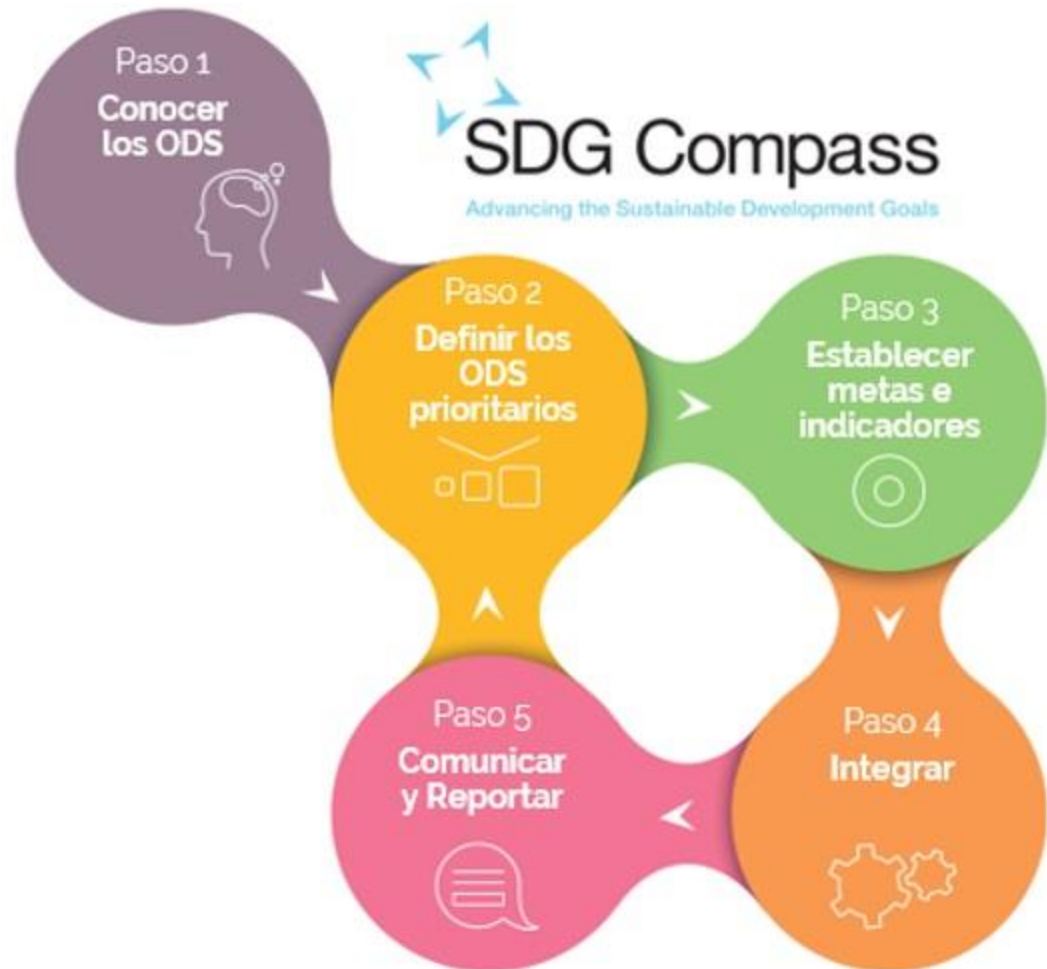 Paso 1
Conocer
los ODS
SDG Compass
Advancing the Sustainable Development Goals
Paso 2
Definir los
ODS
prioritarios
Paso 3
Establecer
metas e
indicadores
Paso 4
Integrar
Paso 5
Comunicar
y Reportar